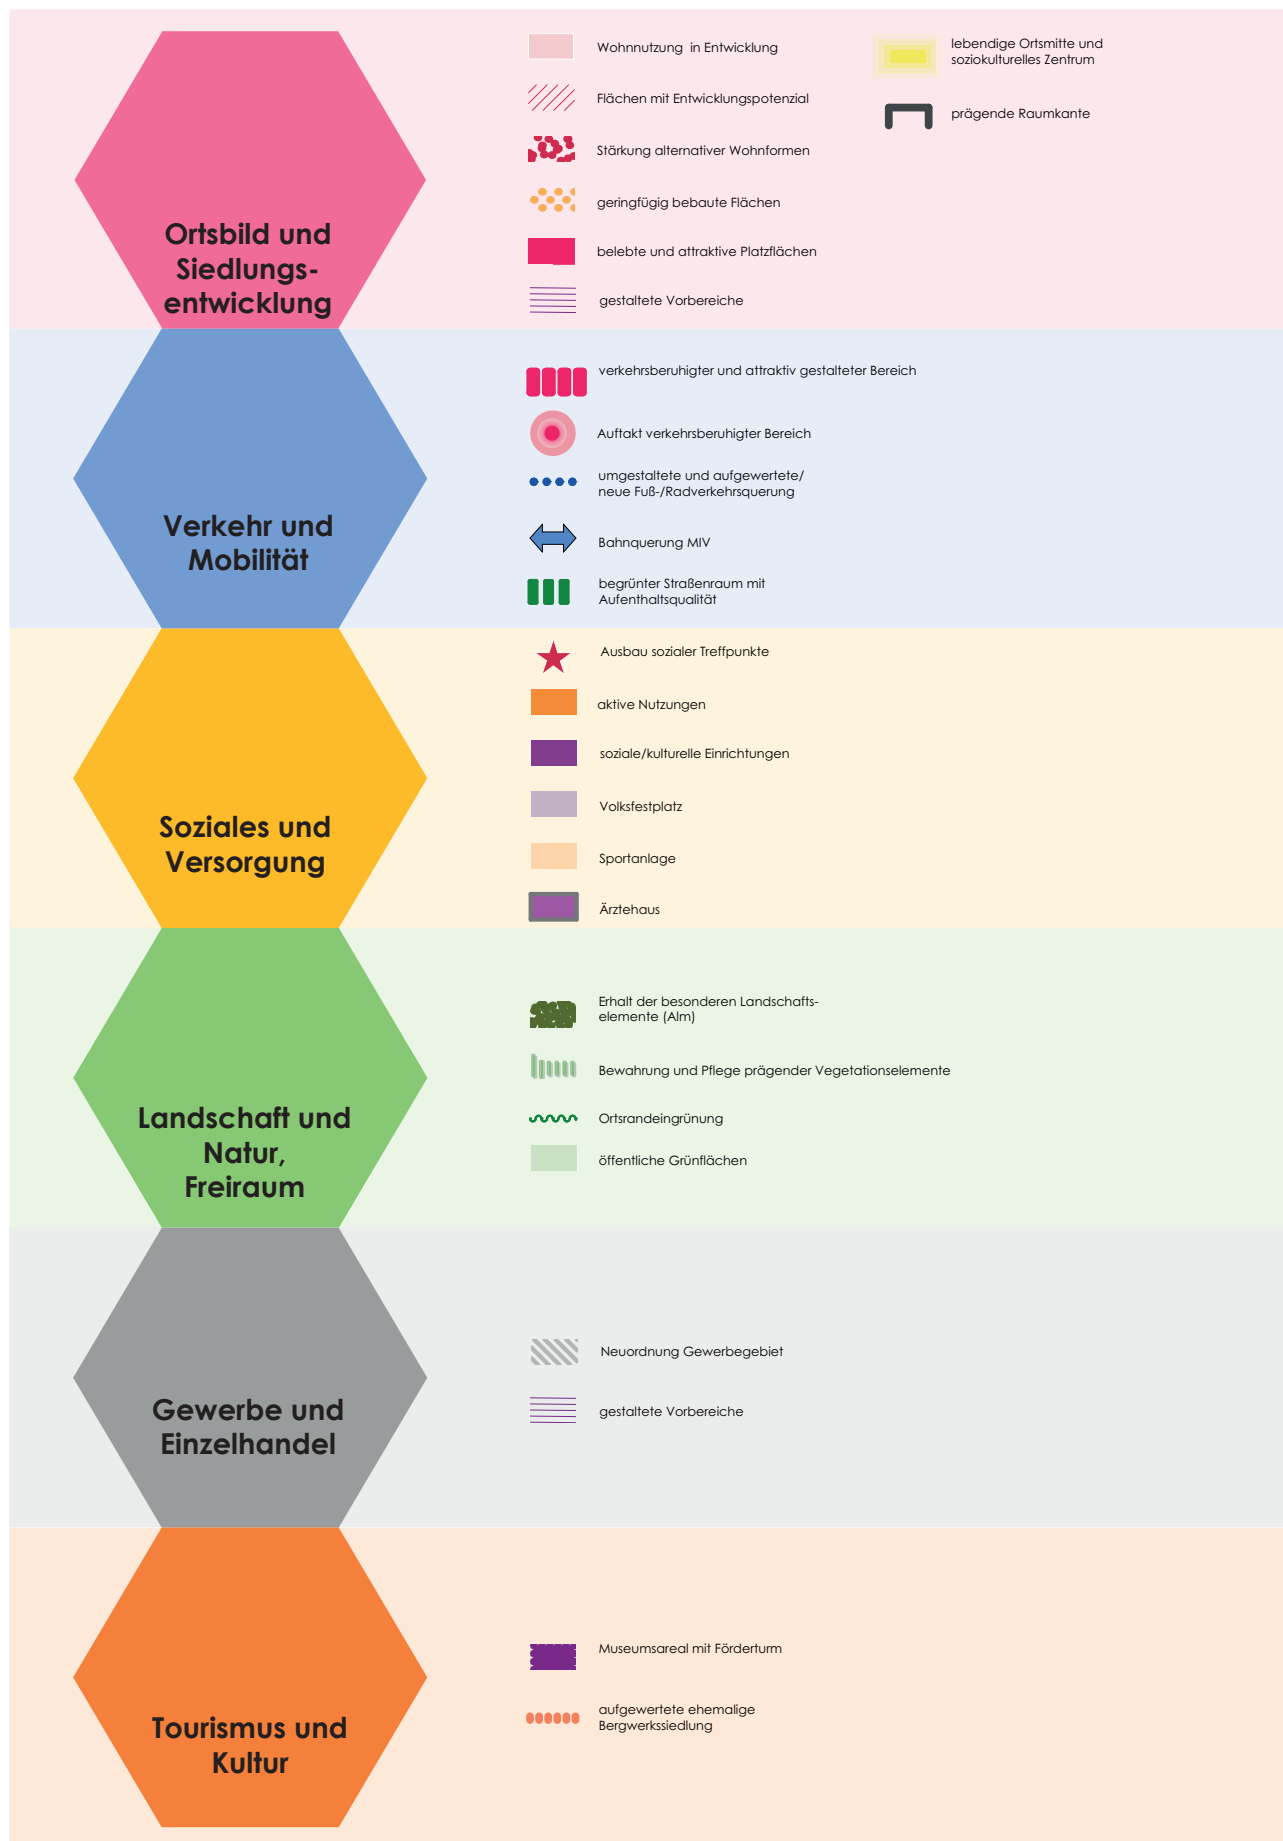 Ortsbild und
Siedlungs-
entwicklung
Wohnnutzung in Entwicklung
Flächen mit Entwicklungspotenzial
Stärkung alternativer Wohnformen
geringfügig bebaute Flächen
belebte und attraktive Platzflächen
gestaltete Vorbereiche
lebendige Ortsmitte und
soziokulturelles Zentrum
prägende Raumkante
Verkehr und
Mobilität
verkehrsberuhigter und attraktiv gestalteter Bereich
Auftakt verkehrsberuhigter Bereich
umgestaltete und aufgewertete/
neue Fuß-/Radverkehrsquerung
Bahnquerung MIV
begrünter Straßenraum mit
Aufenthaltsqualität
Soziales und
Versorgung
Ausbau sozialer Treffpunkte
aktive Nutzungen
soziale/kulturelle Einrichtungen
Volksfestplatz
Sportanlage
Ärztehaus
Landschaft und
Natur,
Freiraum
Erhalt der besonderen Landschafts-
elemente (Alm)
Bewahrung und Pflege prägender Vegetationselemente
Ortsrandeingrünung
öffentliche Grünflächen
Gewerbe und
Einzelhandel
Neuordnung Gewerbegebiet
gestaltete Vorbereiche
Tourismus und
Kultur
Museumsareal mit Förderturm
aufgewertete ehemalige
Bergwerkssiedlung